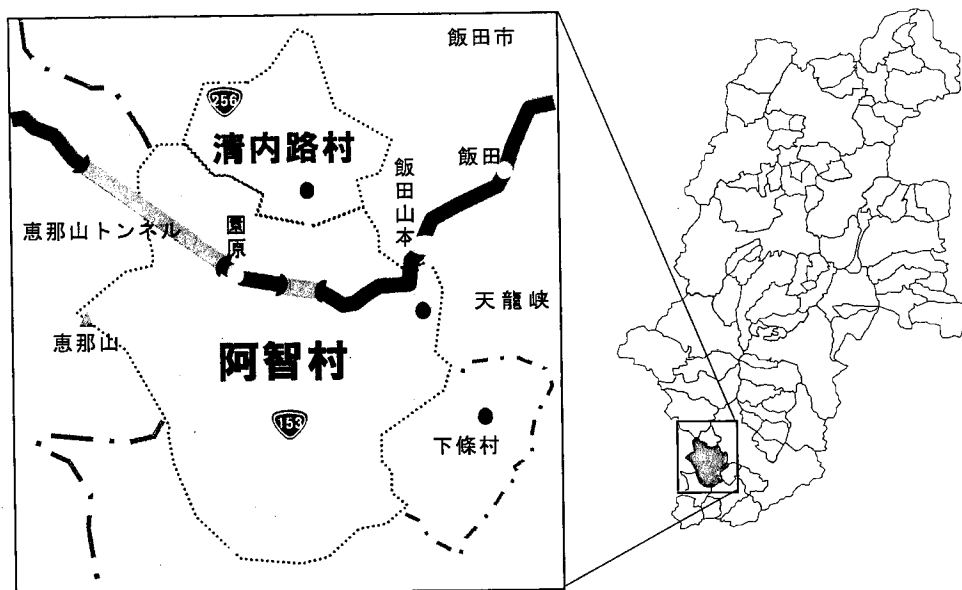 飯田市
256
清内路村
飯田
飯田山本
恵那山トンネル
園原
天龍峡
恵那山
阿智村
153
下條村